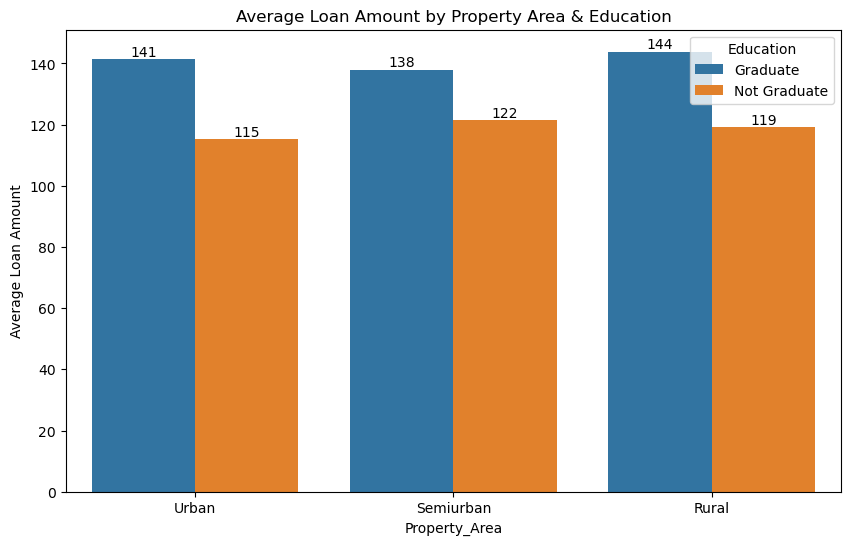 Average Loan Amount by Property Area & Education
Education
Graduate
Not Graduate
141
115
138
122
144
119
140
120
100
80
60
40
20
0
Average Loan Amount
Urban
Semiurban
Rural
Property_Area